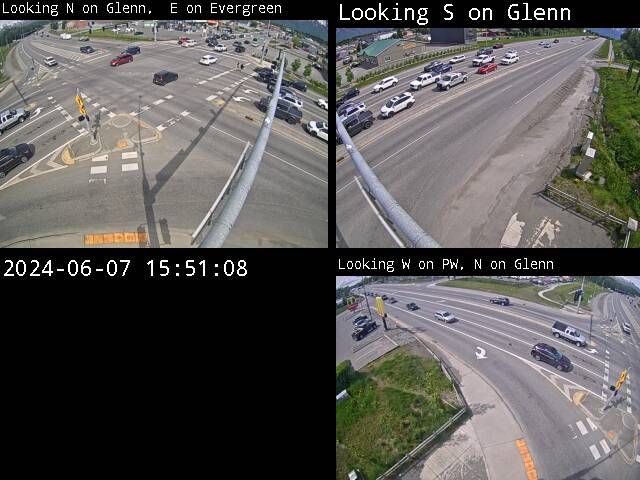 Looking N on Glenn, E on Evergreen
Looking S on Glenn
2024-06-07 15:51:08
Looking W on PW, N on Glenn